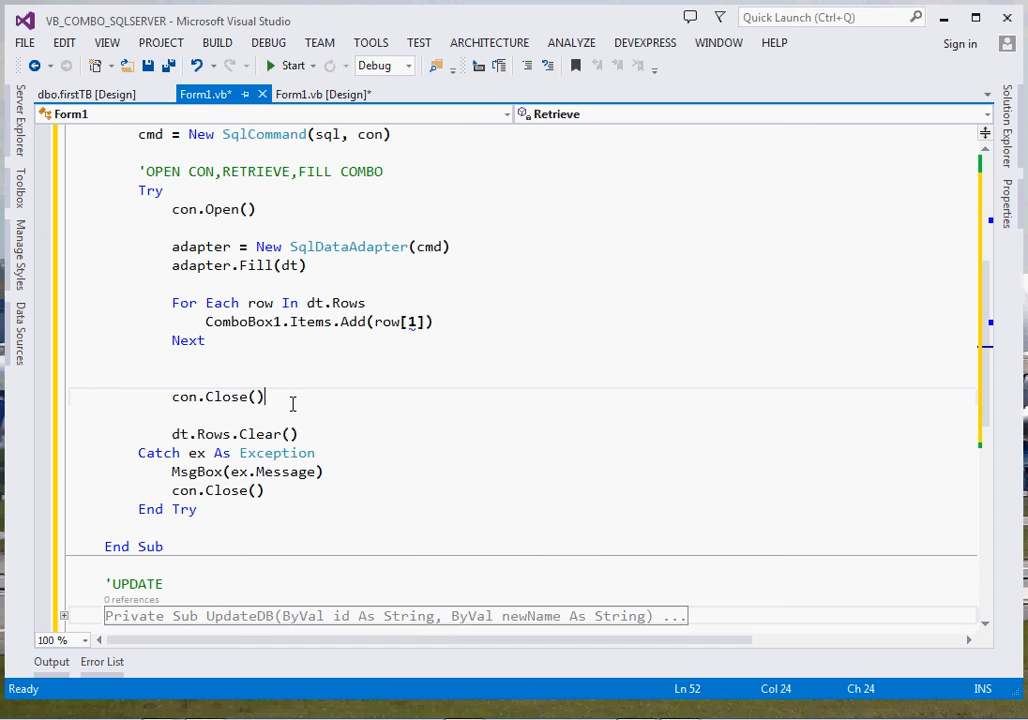 VB_COMBO_SQLSERVER - Microsoft Visual Studio
Quick Launch (Ctrl+Q)
FILE EDIT VIEW PROJECT BUILD DEBUG TEAM TOOLS TEST ARCHITECTURE ANALYZE DEVEXPRESS WINDOW HELP Sign in
Start Debug
dbo.firstTB [Design] Form1.vb* Form1.vb [Design]*
Form1 Retrieve
cmd = New SqlCommand(sql, con)
'OPEN CON,RETRIEVE,FILL COMBO
Try
con.Open()
adapter = New SqlDataAdapter(cmd)
adapter.Fill(dt)
For Each row In dt.Rows
ComboBox1.Items.Add(row[1])
Next
con.Close()
dt.Rows.Clear()
Catch ex As Exception
MsgBox(ex.Message)
con.Close()
End Try
End Sub
'UPDATE
0 references
Private Sub UpdateDB(ByVal id As String, ByVal newName As String) ...
100 %
Output Error List
Ready Ln 52 Col 24 Ch 24 INS
Server Explorer
Toolbox
Manage Styles
Data Sources
Solution Explorer
Properties